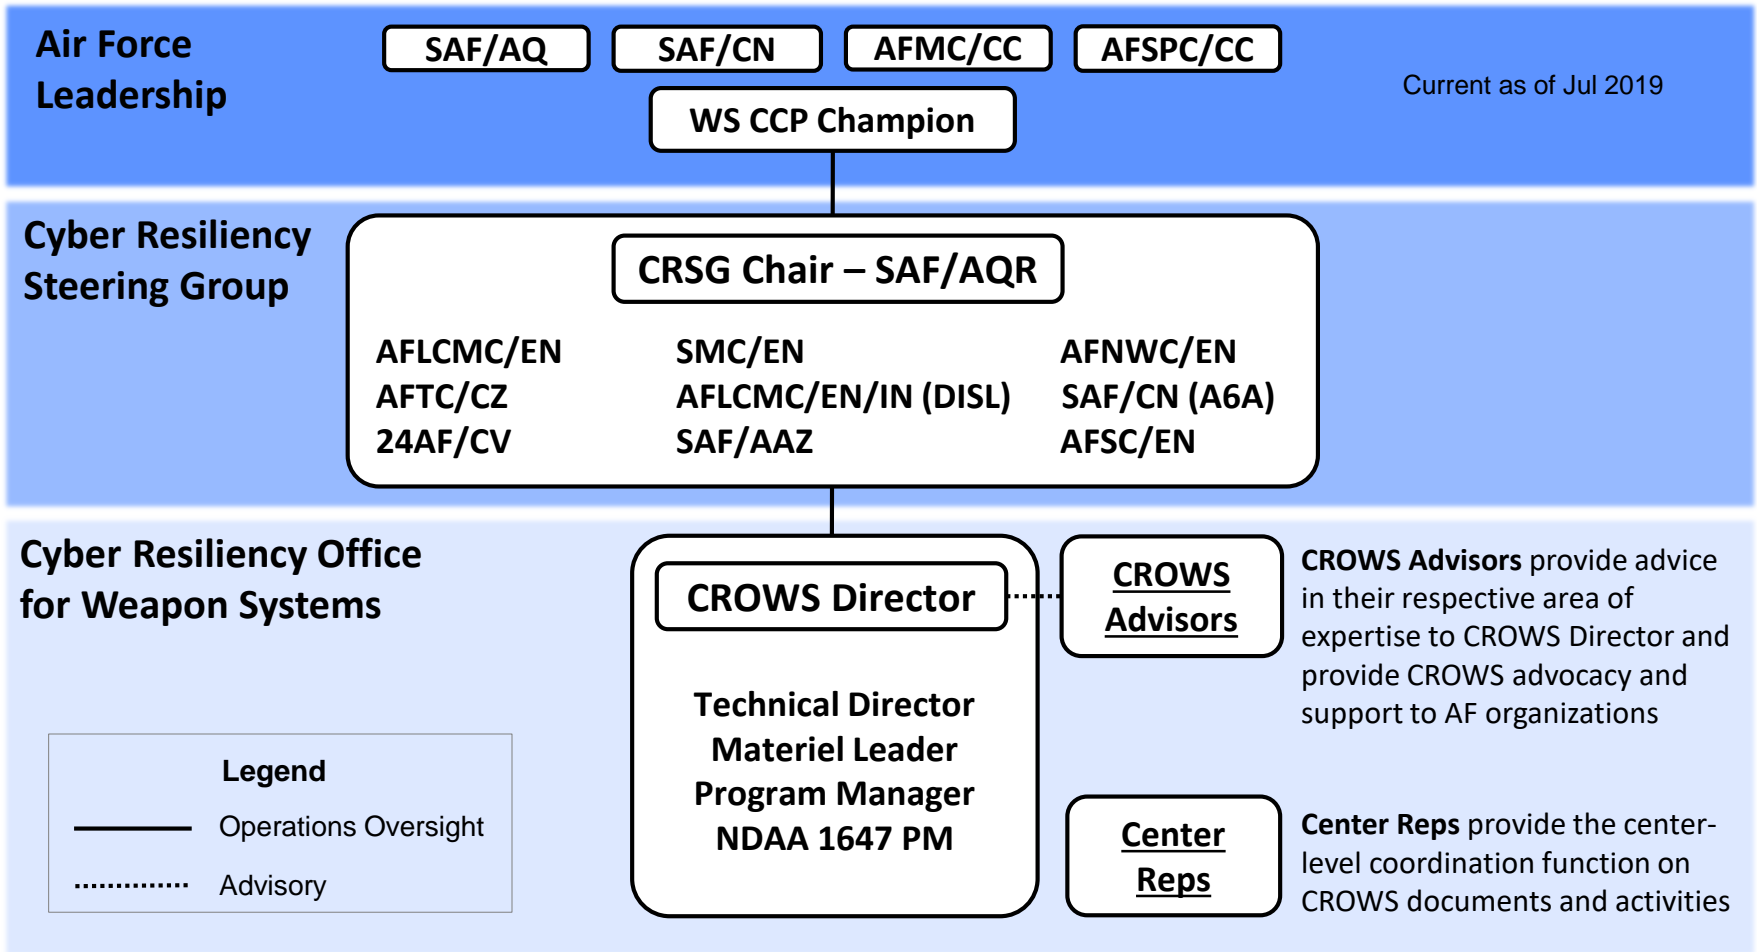 Air Force
Leadership
SAF/AQ
SAF/CN
AFMC/CC
AFSPC/CC
Current as of Jul 2019
WS CCP Champion
Cyber Resiliency
Steering Group
CRSG Chair – SAF/AQR
AFLCMC/EN
SMC/EN
AFNWC/EN
AFTC/CZ
AFLCMC/EN/IN (DISL)
SAF/CN (A6A)
24AF/CV
SAF/AAZ
AFSC/EN
Cyber Resiliency Office
for Weapon Systems
CROWS Director
Technical Director
Materiel Leader
Program Manager
NDAA 1647 PM
CROWS
Advisors
CROWS Advisors provide advice
in their respective area of
expertise to CROWS Director and
provide CROWS advocacy and
support to AF organizations
Center
Reps
Center Reps provide the center-
level coordination function on
CROWS documents and activities
Legend
Operations Oversight
Advisory